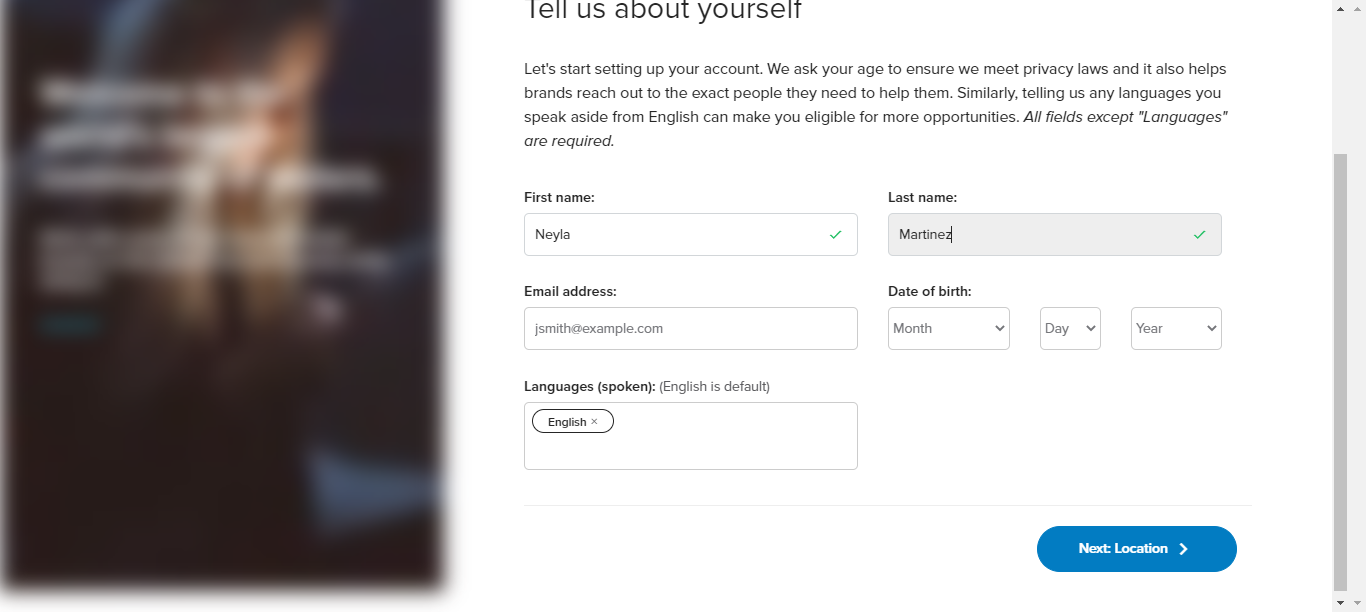 Tell us about yourself
Let's start setting up your account. We ask your age to ensure we meet privacy laws and it also helps
brands reach out to the exact people they need to help them. Similarly, telling us any languages you
speak aside from English can make you eligible for more opportunities. All fields except "Languages"
are required.
First name: Last name:
Neyla Martinez
Email address: Date of birth:
jsmith@example.com Month Day Year
Languages (spoken): (English is default)
English ×
Next: Location